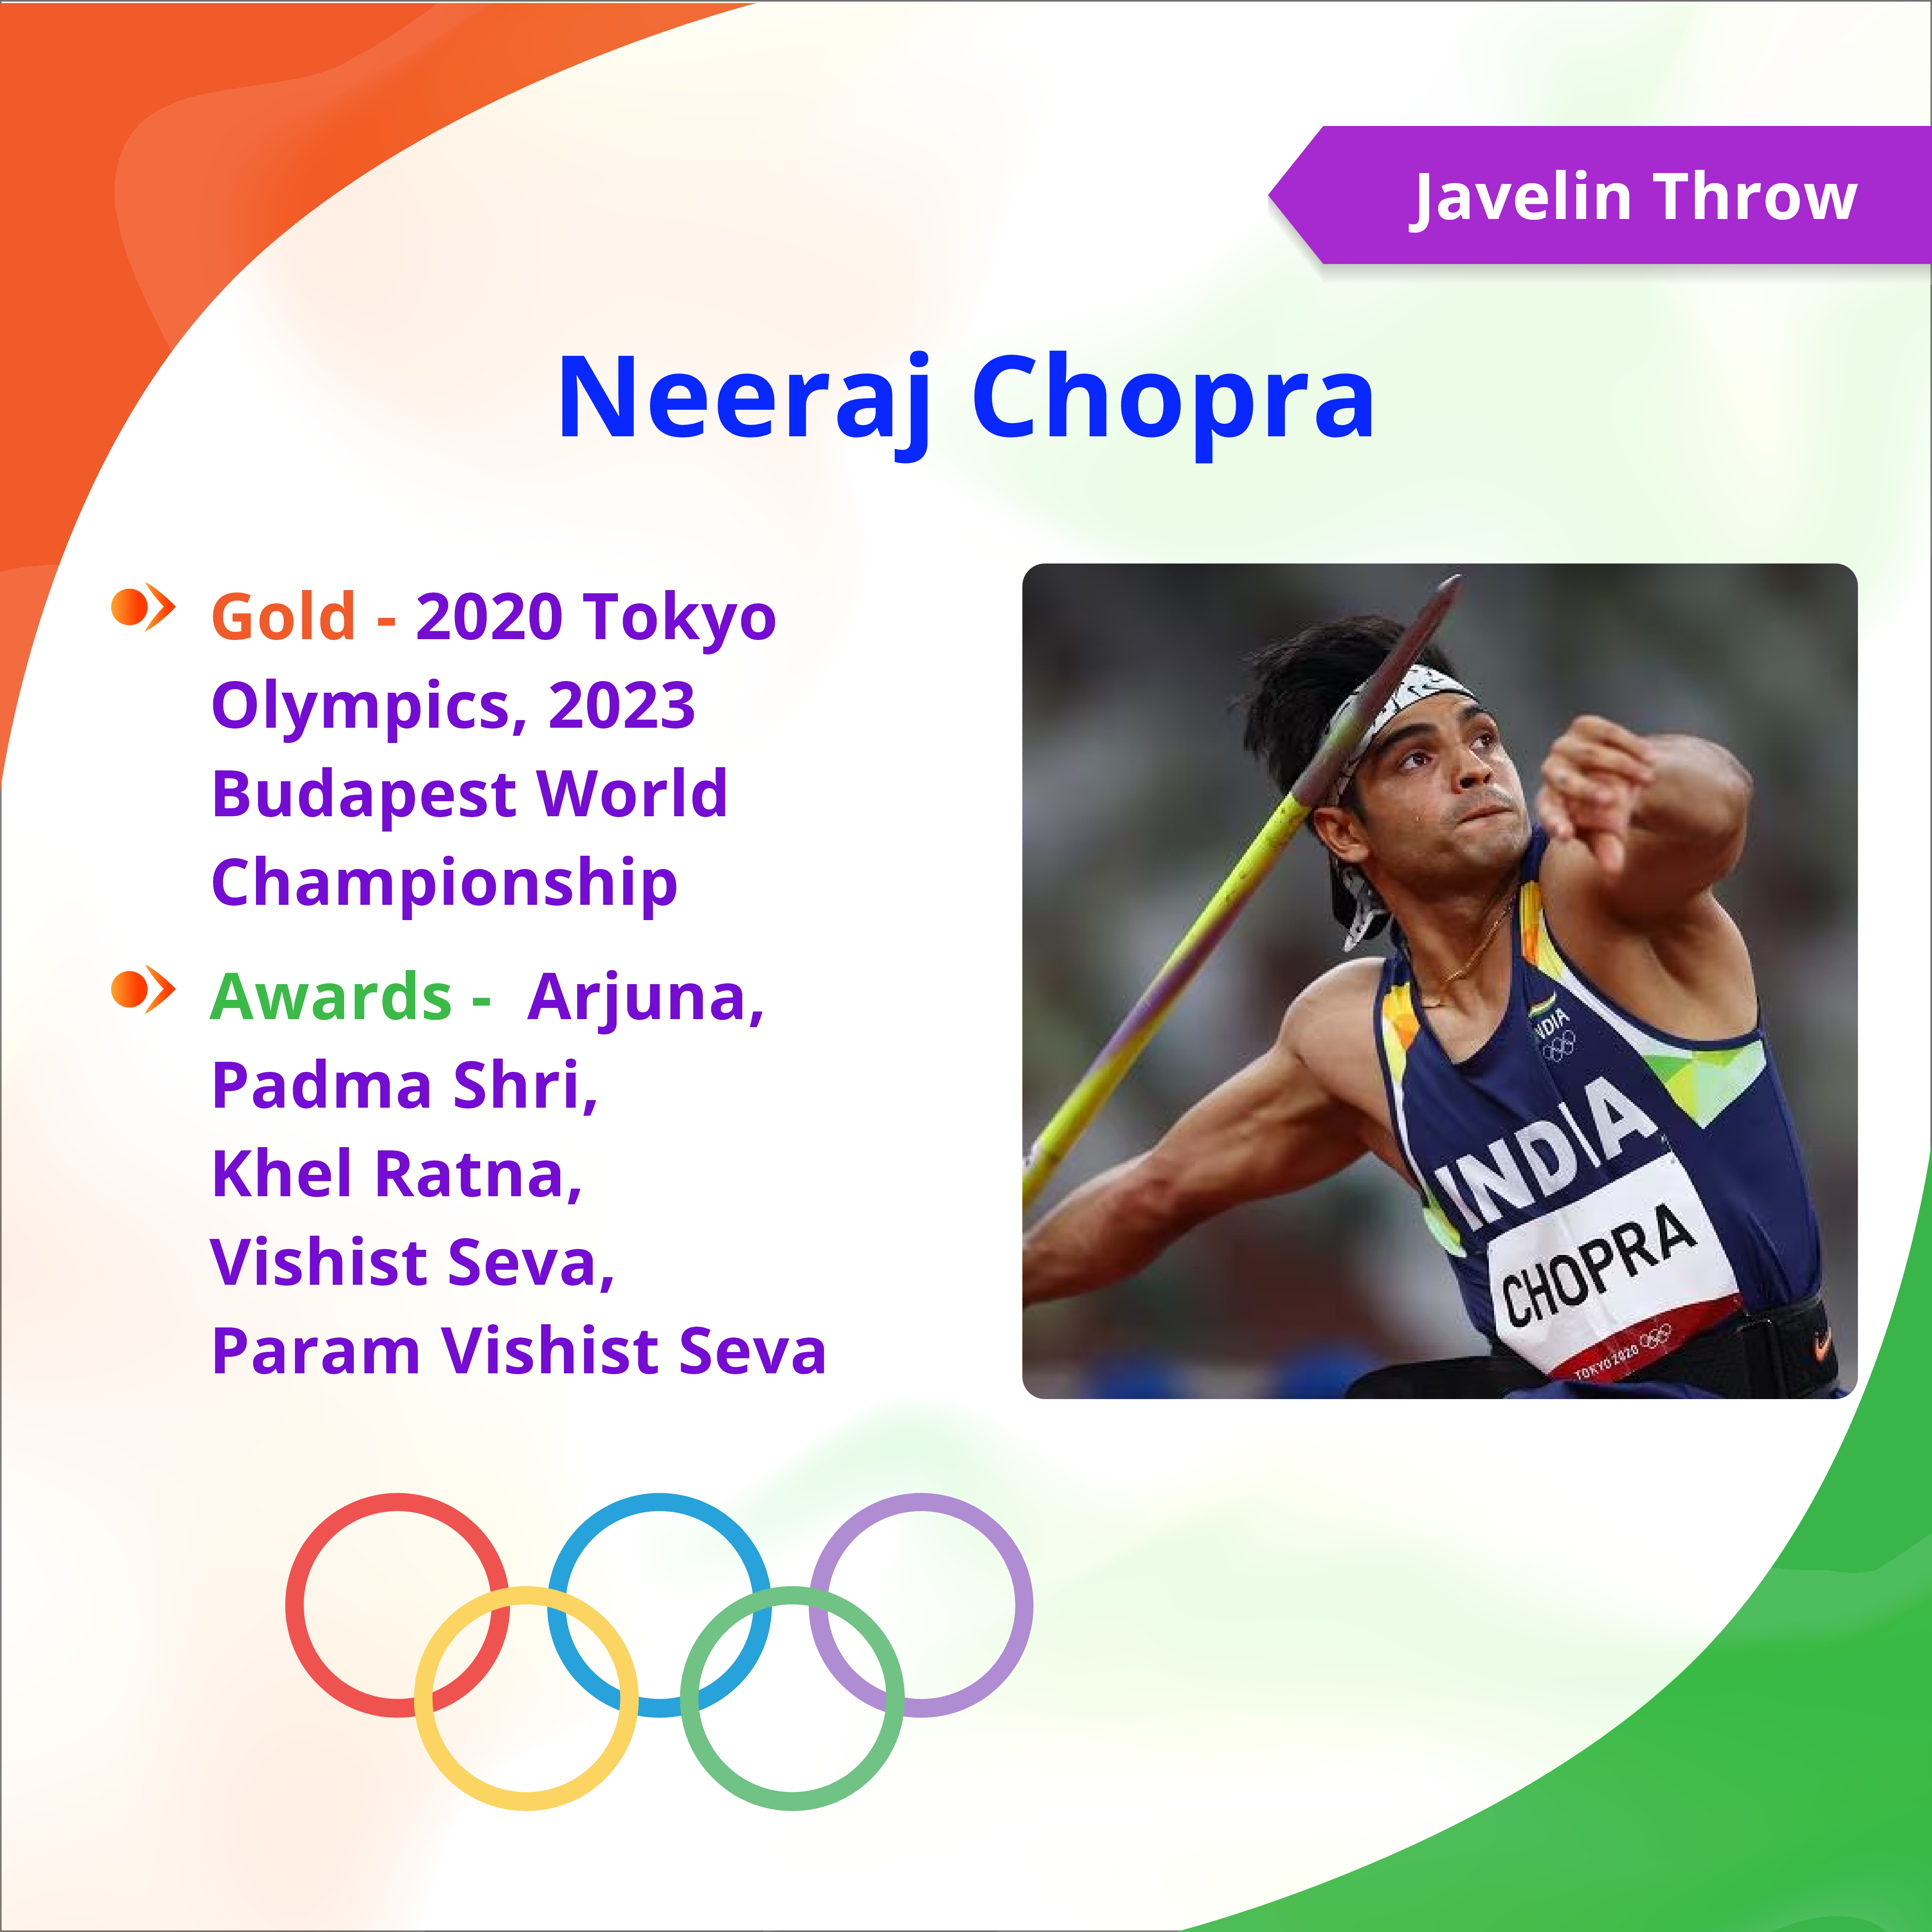 Javelin Throw
Neeraj Chopra
Gold - 2020 Tokyo
Olympics, 2023
Budapest World
Championship
Awards -  Arjuna,
Padma Shri,
Khel Ratna,
Vishist Seva,
Param Vishist Seva
INDIA
INDIA
CHOPRA
TOKYO 2020